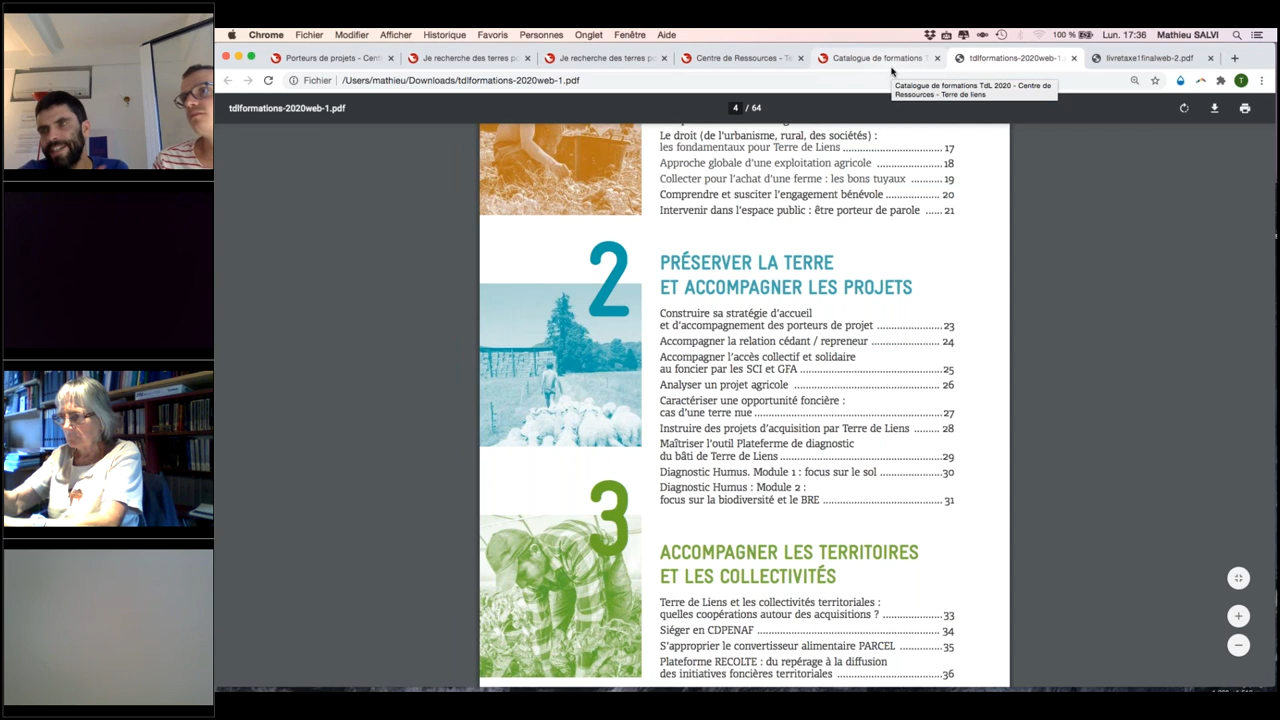 Chrome Fichier Modifier Afficher Historique Favoris Personnes Onglet Fenêtre Aide 100 % Lun. 17:36 Mathieu SALVI
Porteurs de projets - Cent
Je recherche des terres po
Je recherche des terres po
Centre de Ressources - Te
Catalogue de formations T
tdlformations-2020web-1.
livretaxe1finalweb-2.pdf
Fichier /Users/mathieu/Downloads/tdlformations-2020web-1.pdf
T
Catalogue de formations TdL 2020 - Centre de
Ressources - Terre de liens
tdlformations-2020web-1.pdf
4 / 64
Le droit (de l'urbanisme, rural, des sociétés) :
les fondamentaux pour Terre de Liens ........................ 17
Approche globale d'une exploitation agricole ................. 18
Collecter pour l'achat d'une ferme : les bons tuyaux .......... 19
Comprendre et susciter l'engagement bénévole ............... 20
Intervenir dans l'espace public : être porteur de parole ...... 21
2
PRÉSERVER LA TERRE
ET ACCOMPAGNER LES PROJETS
Construire sa stratégie d'accueil
et d'accompagnement des porteurs de projet .................. 23
Accompagner la relation cédant / repreneur ................... 24
Accompagner l'accès collectif et solidaire
au foncier par les SCI et GFA ........................................ 25
Analyser un projet agricole .......................................... 26
Caractériser une opportunité foncière :
cas d'une terre nue .................................................... 27
Instruire des projets d'acquisition par Terre de Liens ........ 28
Maîtriser l'outil Plateforme de diagnostic
du bâti de Terre de Liens ............................................. 29
Diagnostic Humus. Module 1 : focus sur le sol ................. 30
Diagnostic Humus : Module 2 :
focus sur la biodiversité et le BRE .................................. 31
3
ACCOMPAGNER LES TERRITOIRES
ET LES COLLECTIVITÉS
Terre de Liens et les collectivités territoriales :
quelles coopérations autour des acquisitions ? ................. 33
Siéger en CDPENAF .................................................... 34
S'approprier le convertisseur alimentaire PARCEL ............. 35
Plateforme RECOLTE : du repérage à la diffusion
des initiatives foncières territoriales ............................. 36